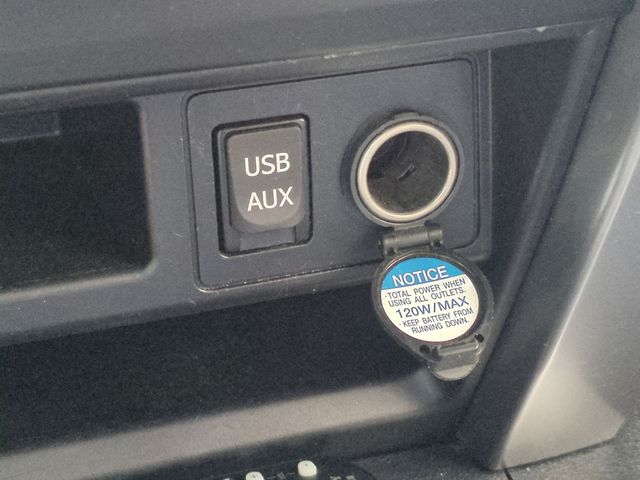 USB
AUX
NOTICE
·TOTAL POWER WHEN
USING ALL OUTLETS.
120W/MAX
·KEEP BATTERY FROM
RUNNING DOWN.